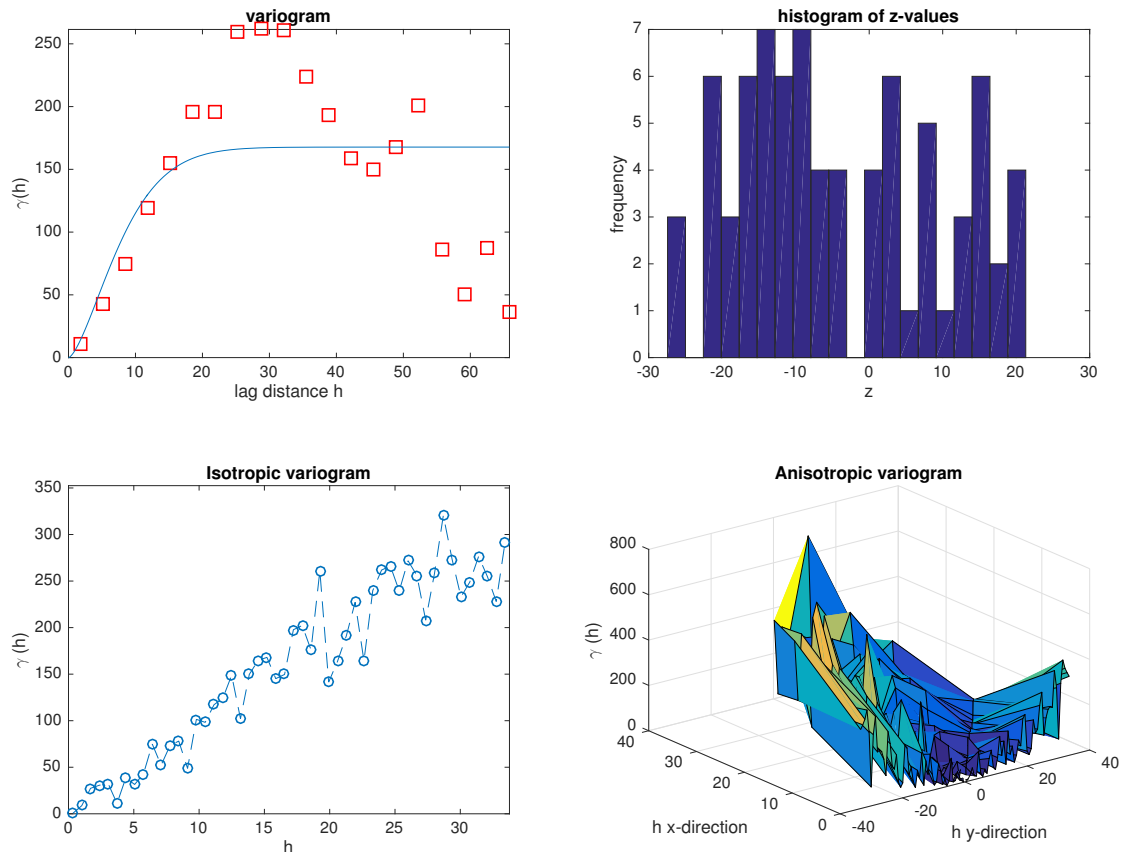 variogram
250
200
150
100
50
0
γ(h)
0 10 20 30 40 50 60
lag distance h
histogram of z-values
7
6
5
4
3
2
1
0
frequency
-30 -20 -10 0 10 20 30
z
Isotropic variogram
350
300
250
200
150
100
50
0
γ (h)
0 5 10 15 20 25 30
h
Anisotropic variogram
800
600
400
200
0
γ (h)
40
30
20
10
0
h x-direction
-40
-20
0
20
40
h y-direction